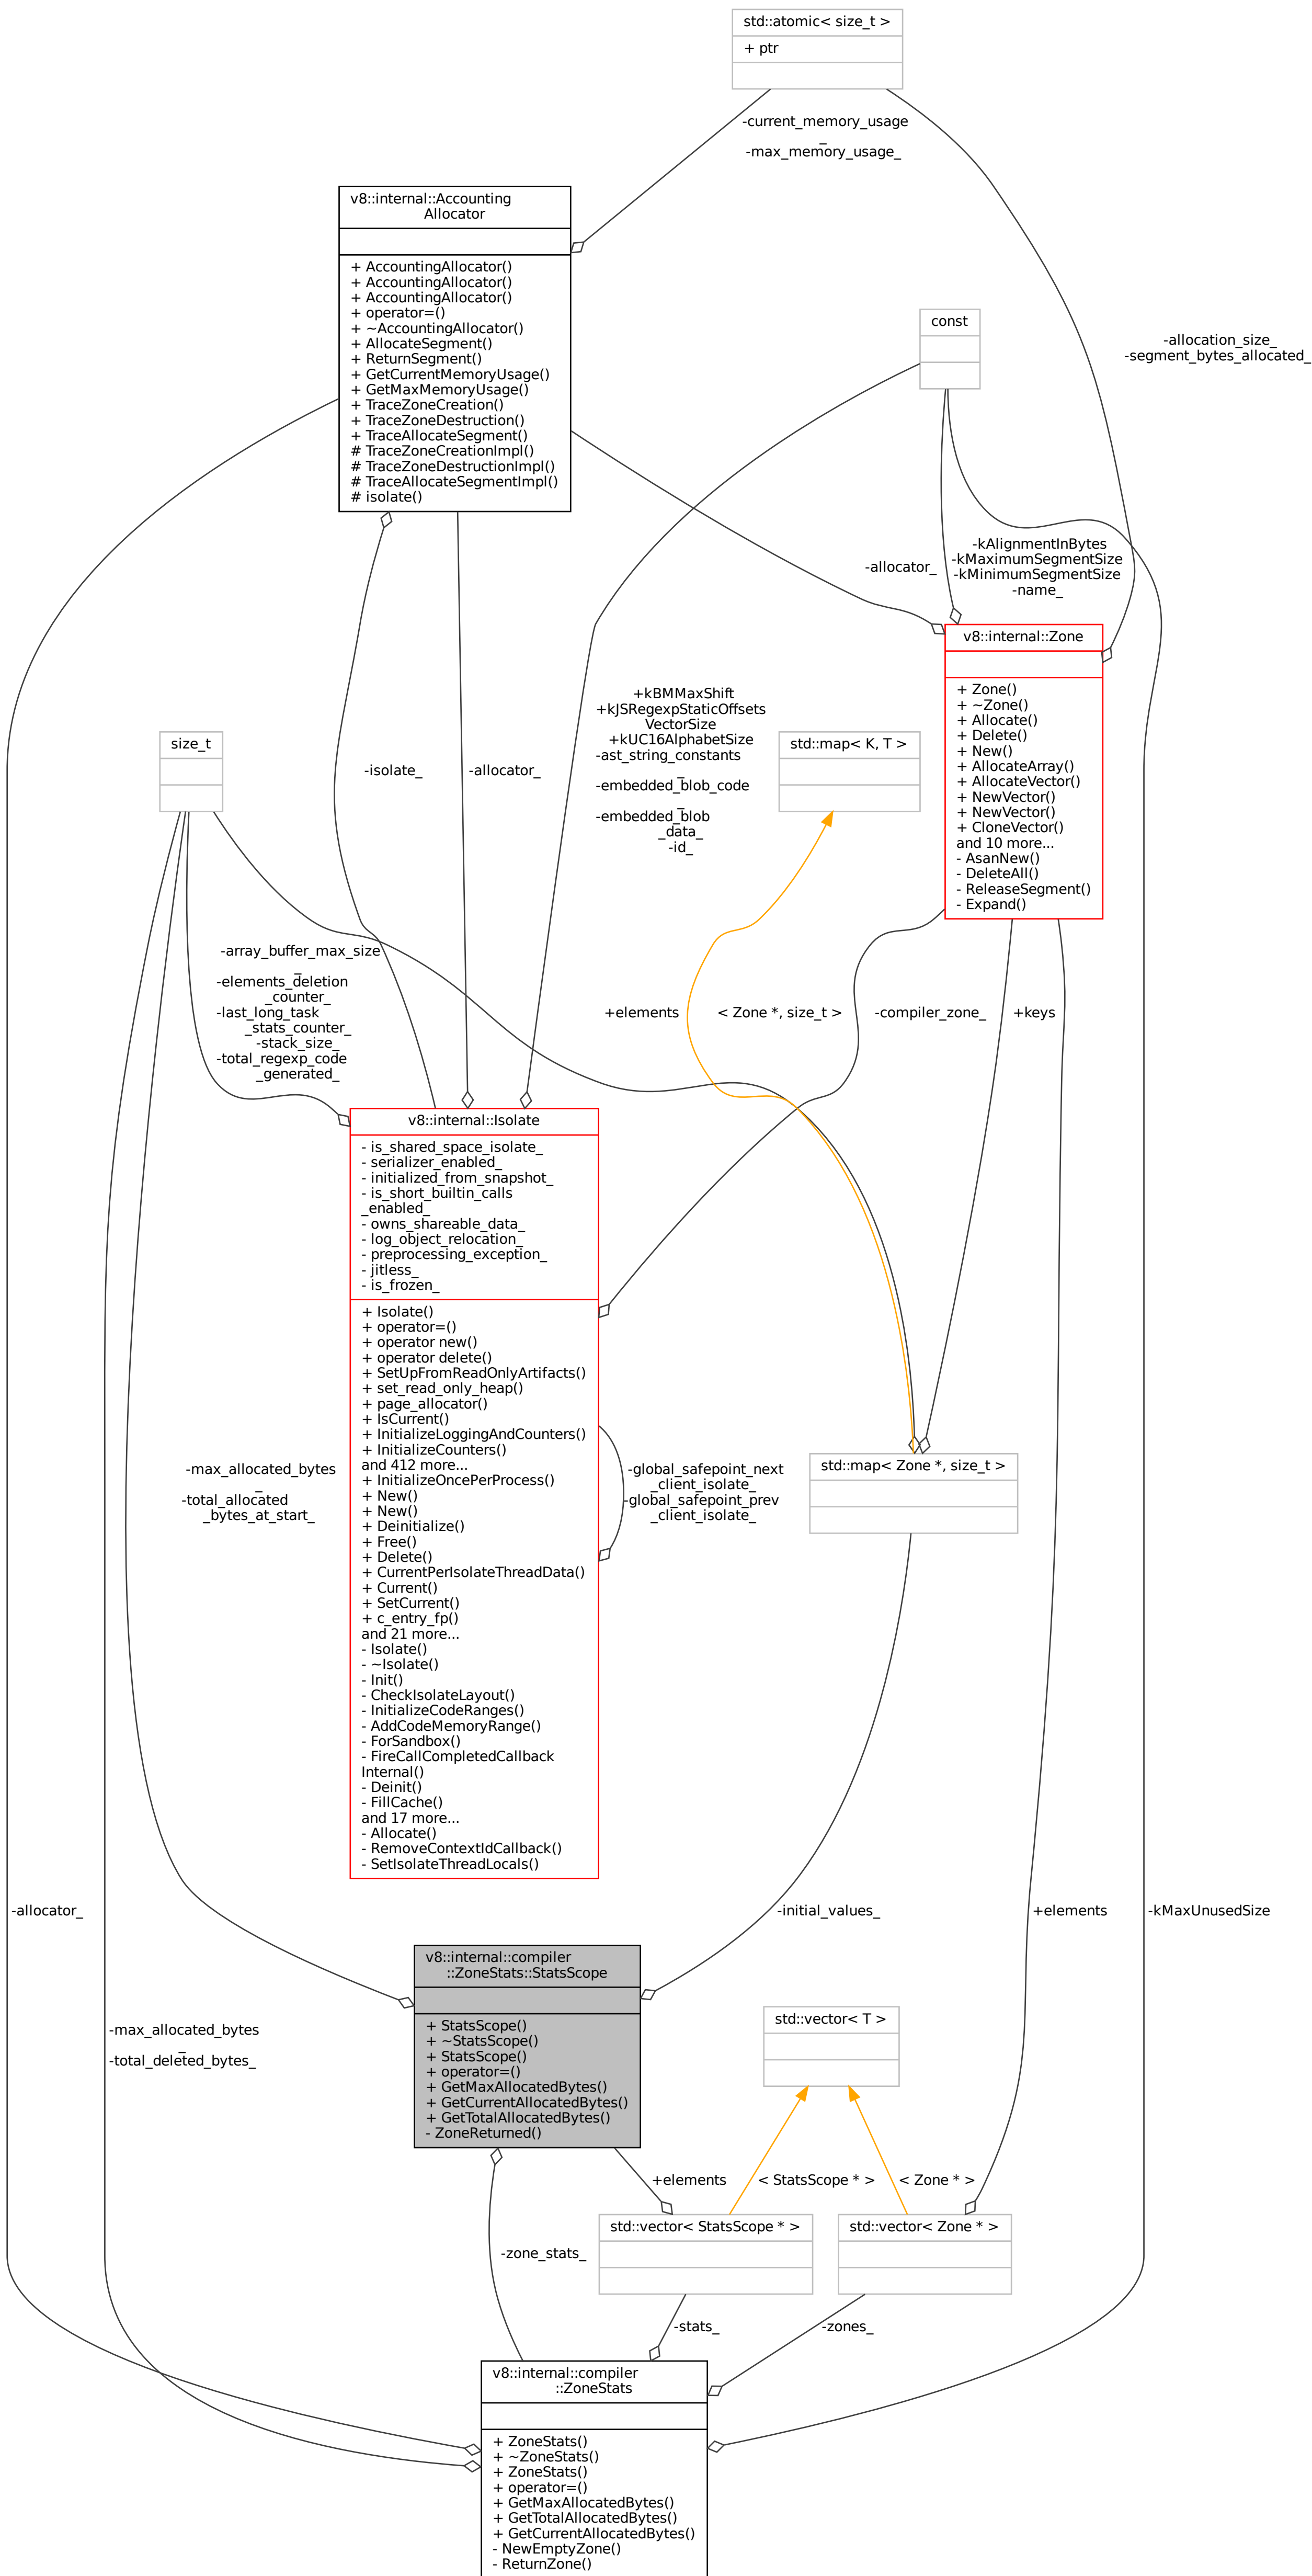 std::atomic< size_t >
+ ptr
-current_memory_usage
_
-max_memory_usage_
v8::internal::Accounting
Allocator
+ AccountingAllocator()
+ AccountingAllocator()
+ AccountingAllocator()
+ operator=()
+ ~AccountingAllocator()
+ AllocateSegment()
+ ReturnSegment()
+ GetCurrentMemoryUsage()
+ GetMaxMemoryUsage()
+ TraceZoneCreation()
+ TraceZoneDestruction()
+ TraceAllocateSegment()
# TraceZoneCreationImpl()
# TraceZoneDestructionImpl()
# TraceAllocateSegmentImpl()
# isolate()
const
-allocation_size_
-segment_bytes_allocated_
-allocator_
-kAlignmentInBytes
-kMaximumSegmentSize
-kMinimumSegmentSize
-name_
v8::internal::Zone
+ Zone()
+ ~Zone()
+ Allocate()
+ Delete()
+ New()
+ AllocateArray()
+ AllocateVector()
+ NewVector()
+ NewVector()
+ CloneVector()
and 10 more...
- AsanNew()
- DeleteAll()
- ReleaseSegment()
- Expand()
size_t
-isolate_
-allocator_
+kBMMaxShift
+kJSRegexpStaticOffsets
VectorSize
+kUC16AlphabetSize
-ast_string_constants
_
-embedded_blob_code
_
-embedded_blob
_data_
-id_
std::map< K, T >
-array_buffer_max_size
_
-elements_deletion
_counter_
-last_long_task
_stats_counter_
-stack_size_
-total_regexp_code
_generated_
+elements
< Zone *, size_t >
-compiler_zone_
+keys
v8::internal::Isolate
- is_shared_space_isolate_
- serializer_enabled_
- initialized_from_snapshot_
- is_short_builtin_calls
_enabled_
- owns_shareable_data_
- log_object_relocation_
- preprocessing_exception_
- jitless_
- is_frozen_
+ Isolate()
+ operator=()
+ operator new()
+ operator delete()
+ SetUpFromReadOnlyArtifacts()
+ set_read_only_heap()
+ page_allocator()
+ IsCurrent()
+ InitializeLoggingAndCounters()
+ InitializeCounters()
and 412 more...
+ InitializeOncePerProcess()
+ New()
+ New()
+ Deinitialize()
+ Free()
+ Delete()
+ CurrentPerIsolateThreadData()
+ Current()
+ SetCurrent()
+ c_entry_fp()
and 21 more...
- Isolate()
- ~Isolate()
- Init()
- CheckIsolateLayout()
- InitializeCodeRanges()
- AddCodeMemoryRange()
- ForSandbox()
- FireCallCompletedCallback
Internal()
- Deinit()
- FillCache()
and 17 more...
- Allocate()
- RemoveContextIdCallback()
- SetIsolateThreadLocals()
-max_allocated_bytes
_
-total_allocated
_bytes_at_start_
-global_safepoint_next
_client_isolate_
-global_safepoint_prev
_client_isolate_
std::map< Zone *, size_t >
-allocator_
-initial_values_
+elements
-kMaxUnusedSize
v8::internal::compiler
::ZoneStats::StatsScope
+ StatsScope()
+ ~StatsScope()
+ StatsScope()
+ operator=()
+ GetMaxAllocatedBytes()
+ GetCurrentAllocatedBytes()
+ GetTotalAllocatedBytes()
- ZoneReturned()
std::vector< T >
-max_allocated_bytes
_
-total_deleted_bytes_
+elements
< StatsScope * >
< Zone * >
-zone_stats_
std::vector< StatsScope * >
std::vector< Zone * >
-stats_
-zones_
v8::internal::compiler
::ZoneStats
+ ZoneStats()
+ ~ZoneStats()
+ ZoneStats()
+ operator=()
+ GetMaxAllocatedBytes()
+ GetTotalAllocatedBytes()
+ GetCurrentAllocatedBytes()
- NewEmptyZone()
- ReturnZone()